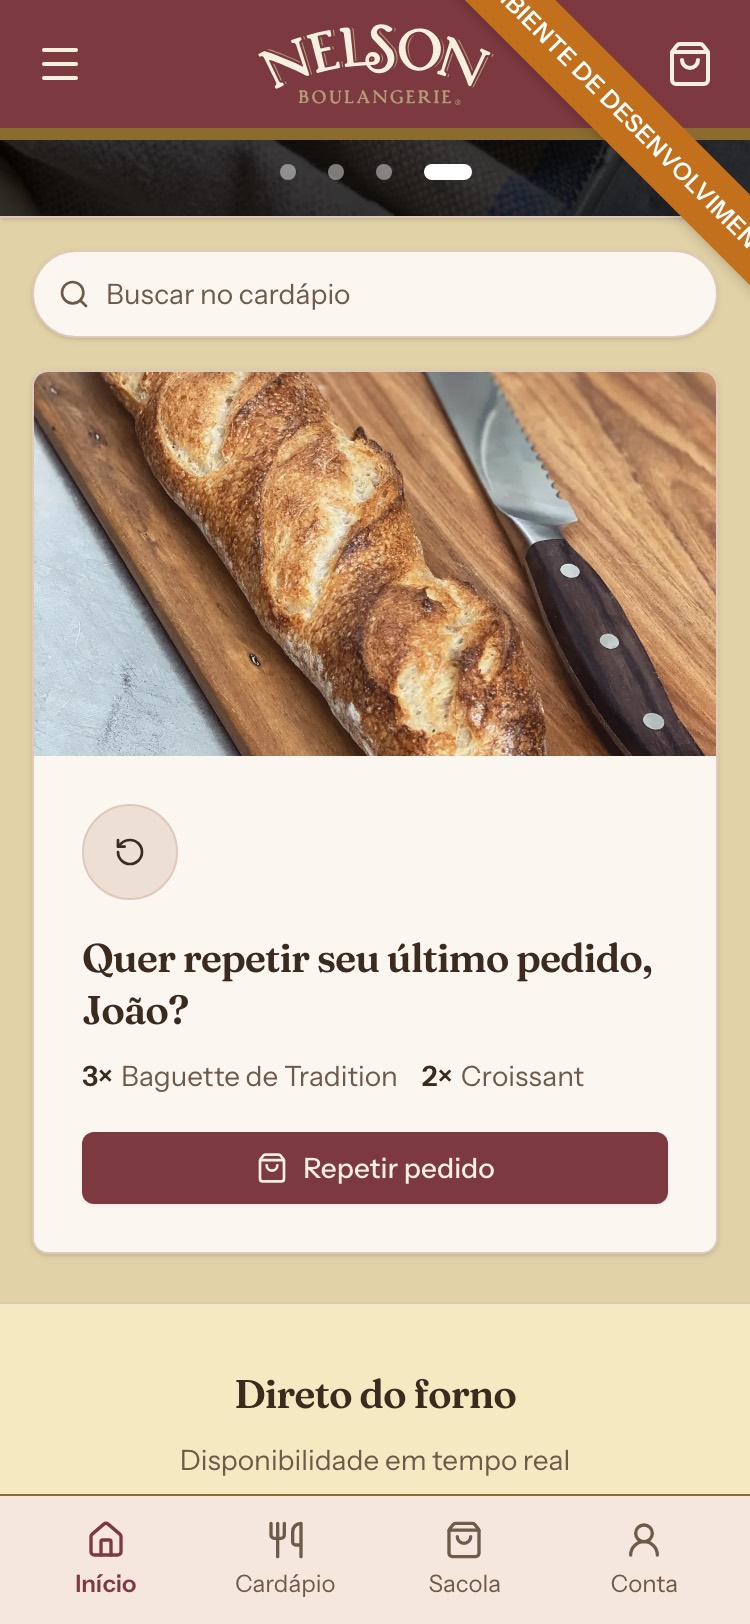 NELSON
BOULANGERIE
DE DESENVOLVIMEN
Buscar no cardápio
Quer repetir seu último pedido,
João?
3× Baguette de Tradition 2× Croissant
Repetir pedido
Direto do forno
Disponibilidade em tempo real
Início Cardápio Sacola Conta